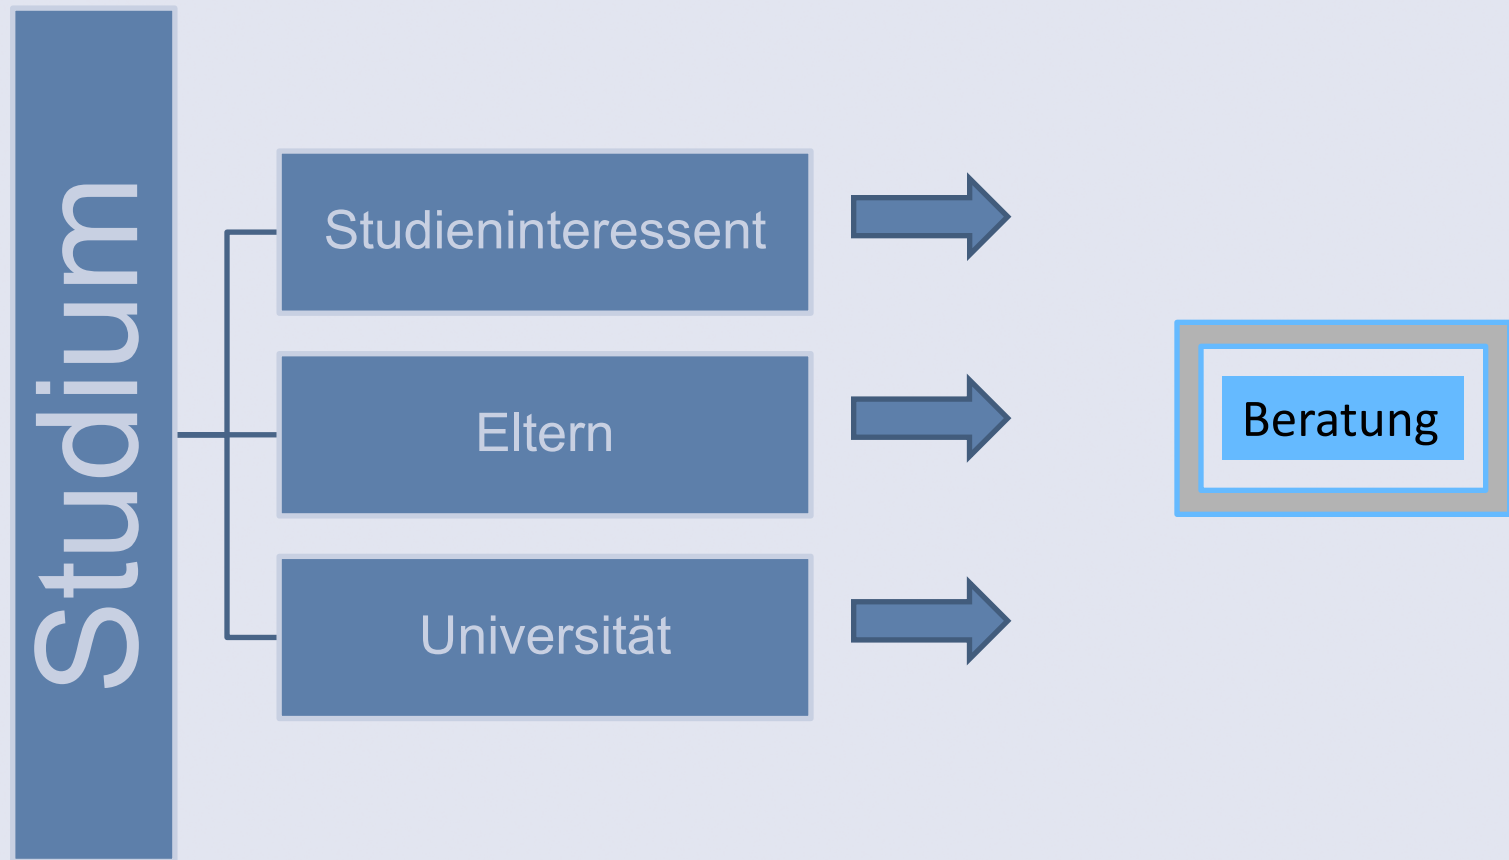 Studium
Studieninteressent
Eltern
Universität
Beratung